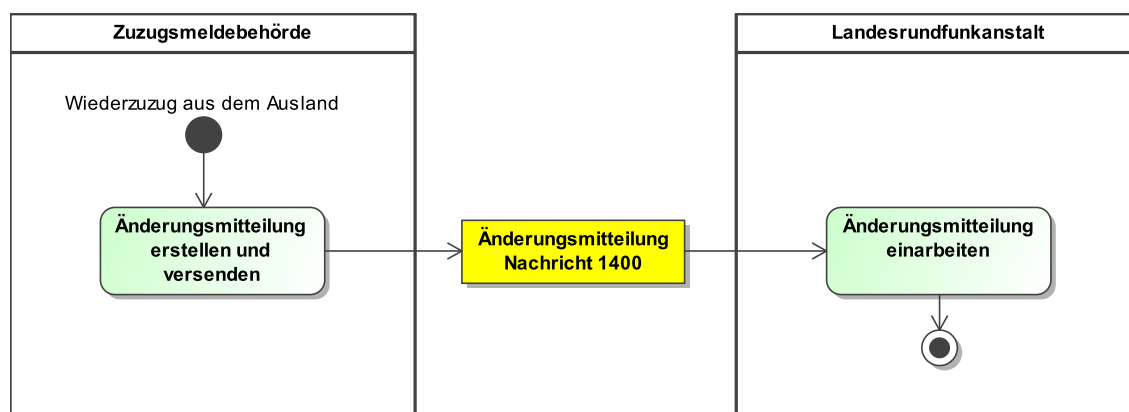 Zuzugsmeldebehörde
Landesrundfunkanstalt
Wiederzuzug aus dem Ausland
Änderungsmitteilung
erstellen und
versenden
Änderungsmitteilung
Nachricht 1400
Änderungsmitteilung
einarbeiten